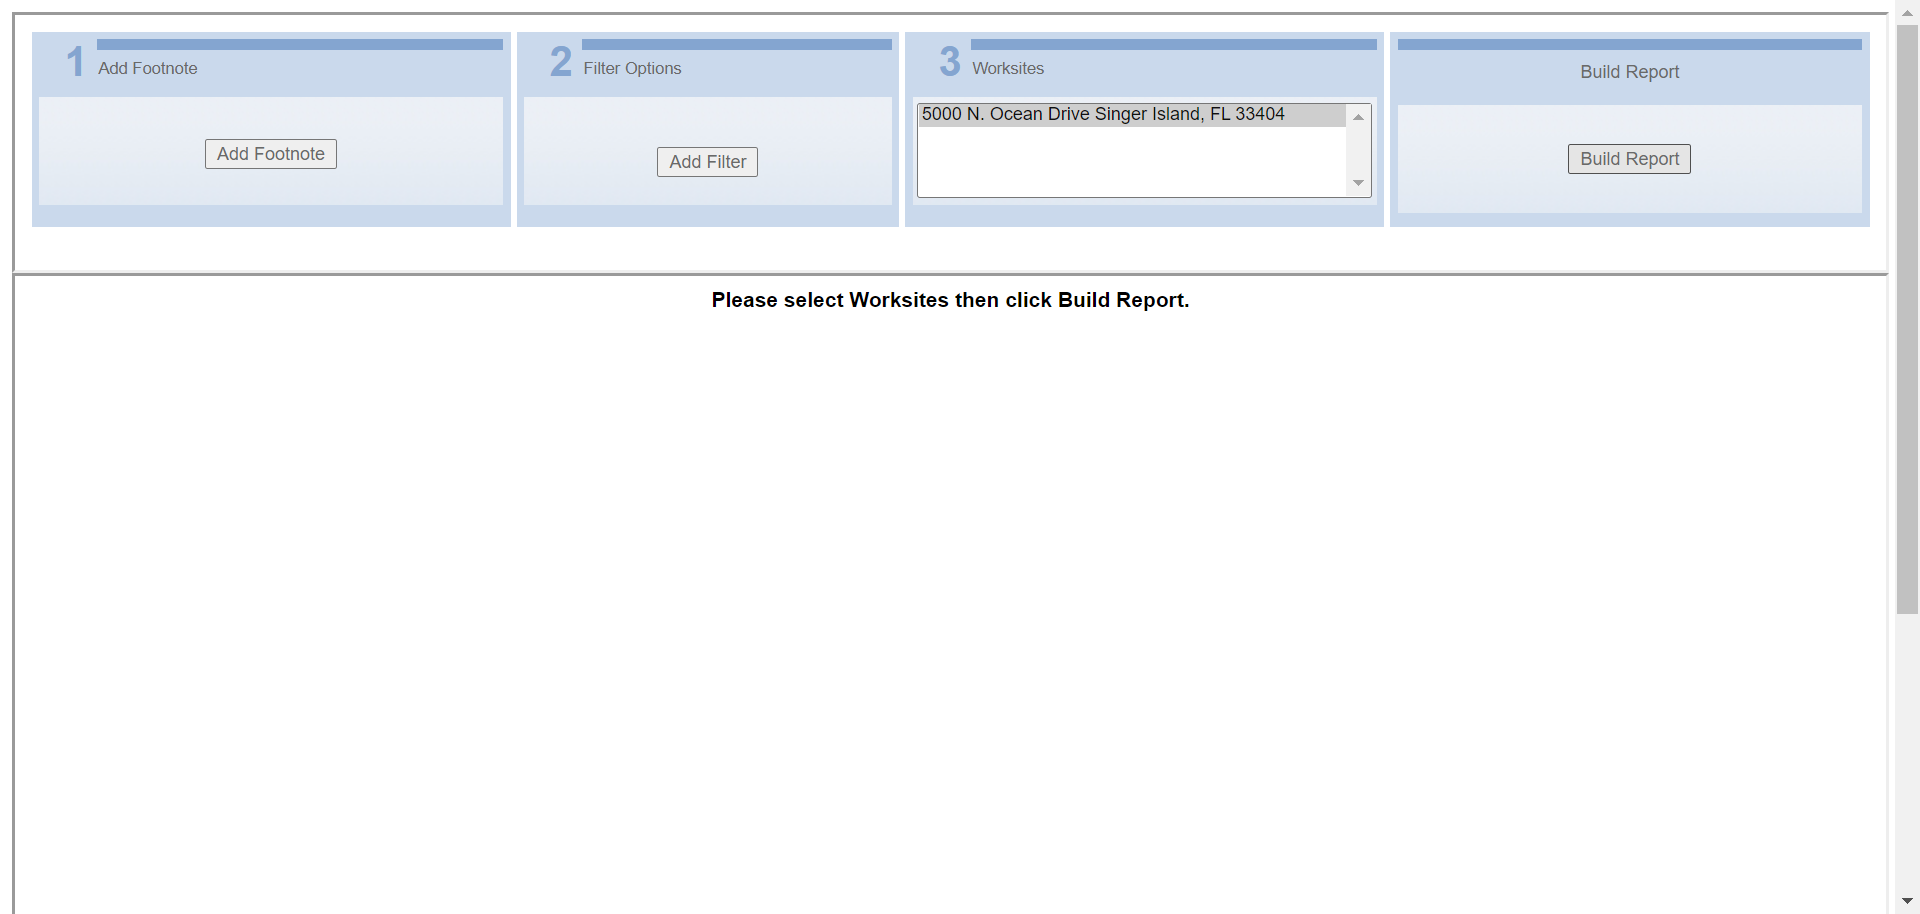 1 Add Footnote
Add Footnote
2 Filter Options
Add Filter
3 Worksites
5000 N. Ocean Drive Singer Island, FL 33404
Build Report
Build Report
Please select Worksites then click Build Report.